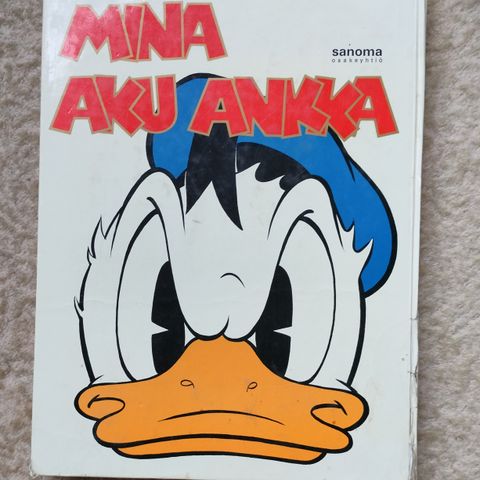 MINÄ
sanoma
osakeyhtiö
AKU ANKKA